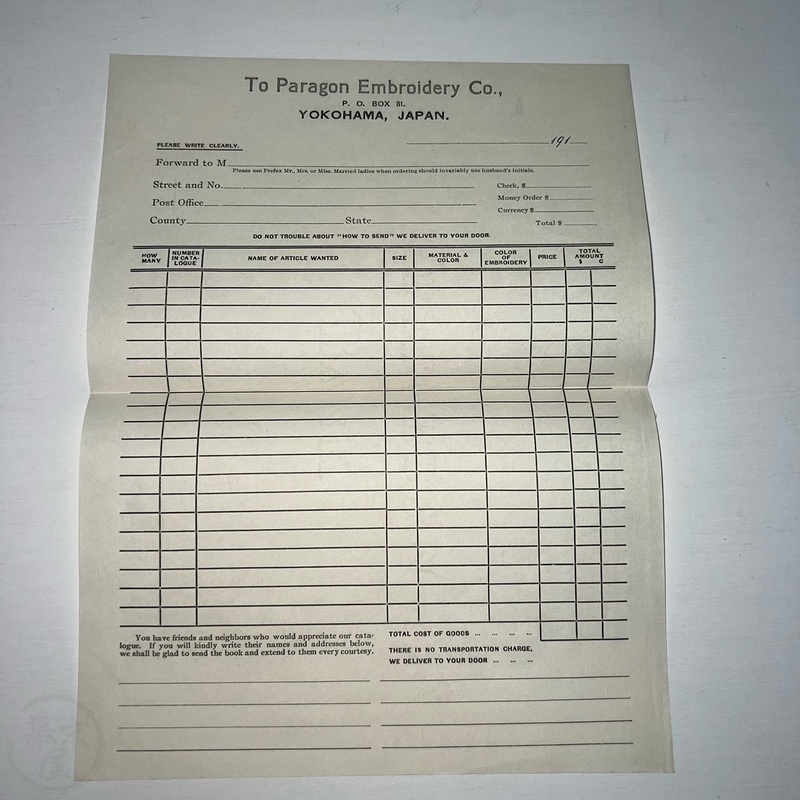 To Paragon Embroidery Co.,
P. O. BOX 81.
YOKOHAMA, JAPAN.
191
PLEASE WRITE CLEARLY.
Forward to M
Please use Prefex Mr., Mrs. or Miss. Married ladies when ordering should invariably use husband's initials.
Street and No.
Check, $
Post Office
Money Order $
Currency $
County State
Total $
DO NOT TROUBLE ABOUT "HOW TO SEND" WE DELIVER TO YOUR DOOR.
HOW MANY
NUMBER IN CATA-LOGUE
NAME OF ARTICLE WANTED
SIZE
MATERIAL & COLOR
COLOR OF EMBROIDERY
PRICE
TOTAL AMOUNT
$ C
You have friends and neighbors who would appreciate our cata-
logue. If you will kindly write their names and addresses below,
we shall be glad to send the book and extend to them every courtesy.
TOTAL COST OF GOODS ... ... ... ...
THERE IS NO TRANSPORTATION CHARGE,
WE DELIVER TO YOUR DOOR ... ... ...